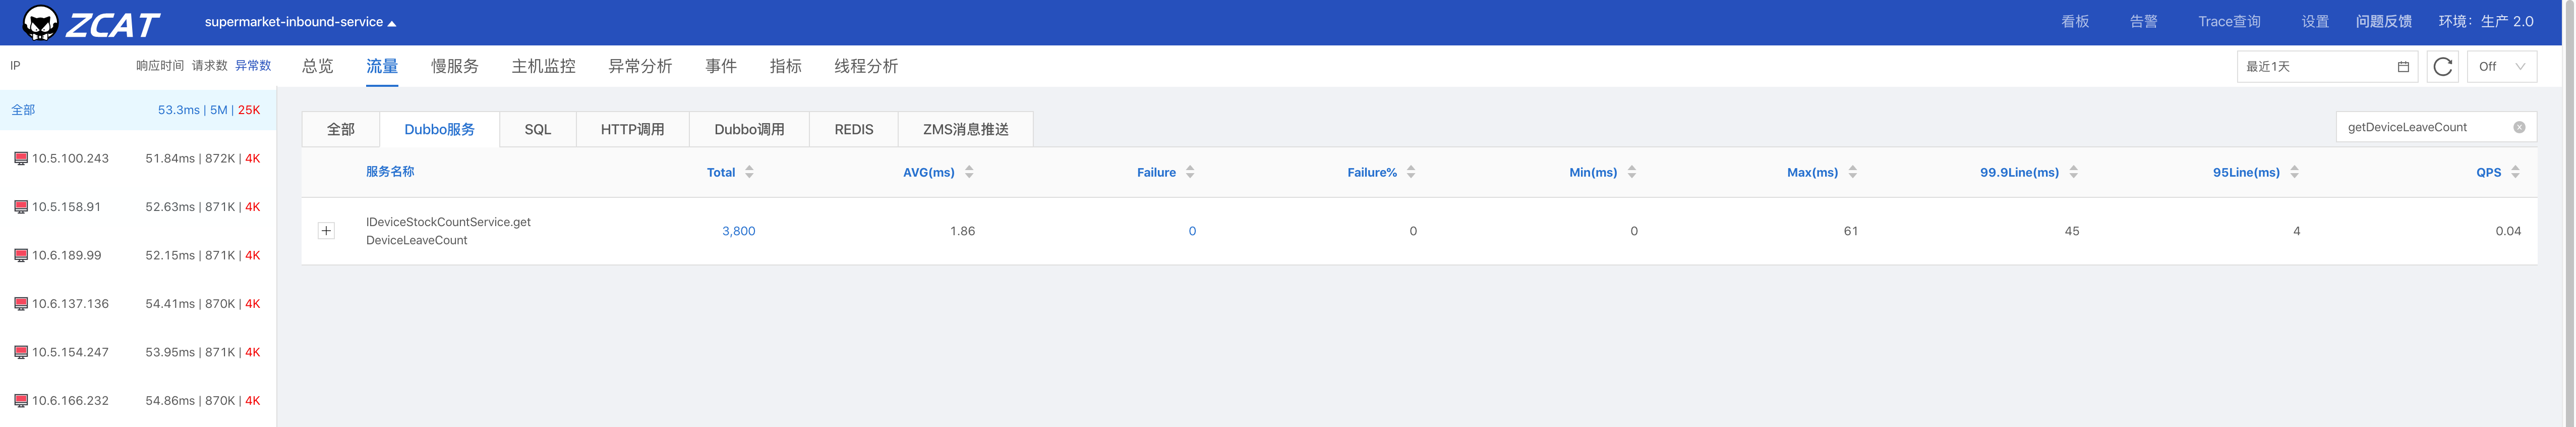 ZCAT supermarket-inbound-service 看板 告警 Trace查询 设置 问题反馈 环境：生产 2.0
IP 响应时间 请求数 异常数 总览 流量 慢服务 主机监控 异常分析 事件 指标 线程分析 最近1天 Off
全部 53.3ms | 5M | 25K
全部 Dubbo服务 SQL HTTP调用 Dubbo调用 REDIS ZMS消息推送 getDeviceLeaveCount
10.5.100.243 51.84ms | 872K | 4K
服务名称 Total AVG(ms) Failure Failure% Min(ms) Max(ms) 99.9Line(ms) 95Line(ms) QPS
10.5.158.91 52.63ms | 871K | 4K
IDeviceStockCountService.get
DeviceLeaveCount
3,800 1.86 0 0 0 61 45 4 0.04
10.6.189.99 52.15ms | 871K | 4K
10.6.137.136 54.41ms | 870K | 4K
10.5.154.247 53.95ms | 871K | 4K
10.6.166.232 54.86ms | 870K | 4K